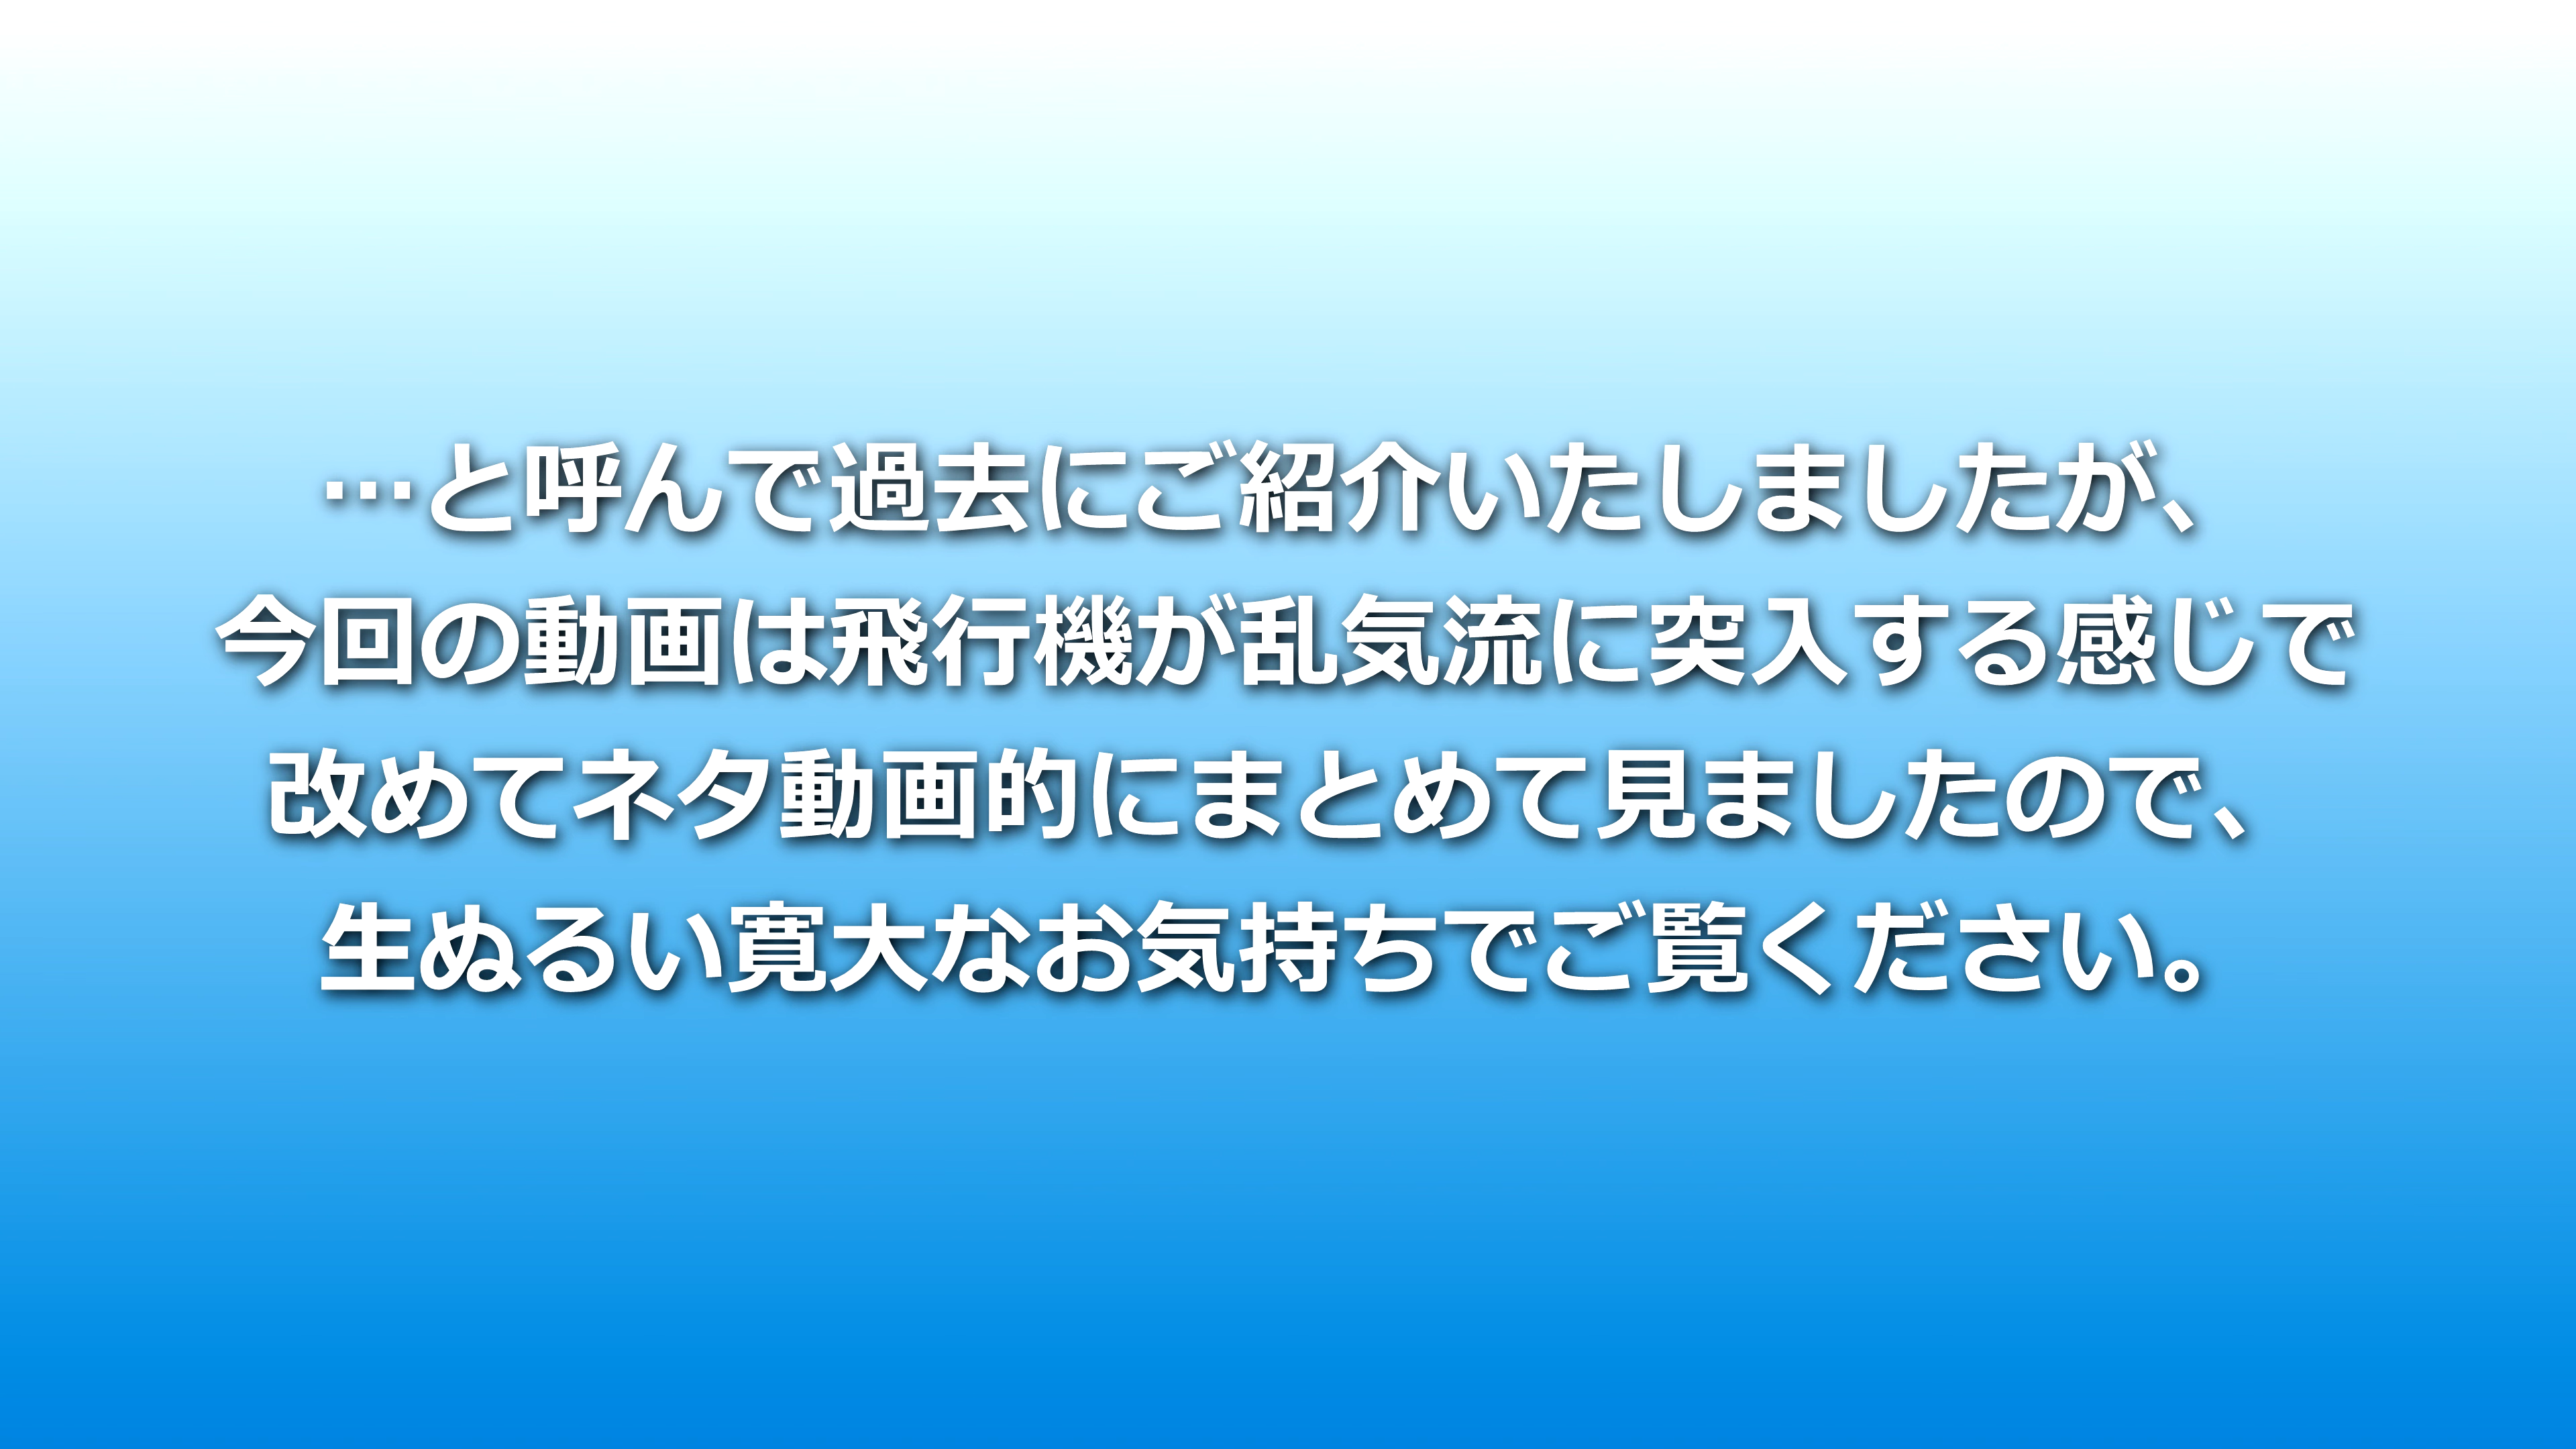 …と呼んで過去にご紹介いたしましたが、
今回の動画は飛行機が乱気流に突入する感じで
改めてネタ動画的にまとめて見ましたので、
生ぬるい寛大なお気持ちでご覧ください。